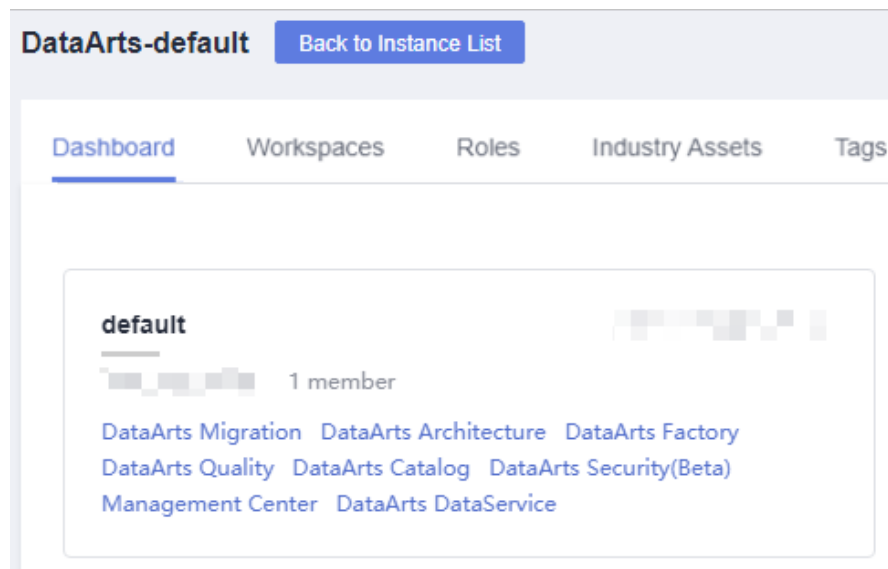 DataArts-default Back to Instance List
Dashboard Workspaces Roles Industry Assets Tags
default
1 member
DataArts Migration DataArts Architecture DataArts Factory
DataArts Quality DataArts Catalog DataArts Security(Beta)
Management Center DataArts DataService